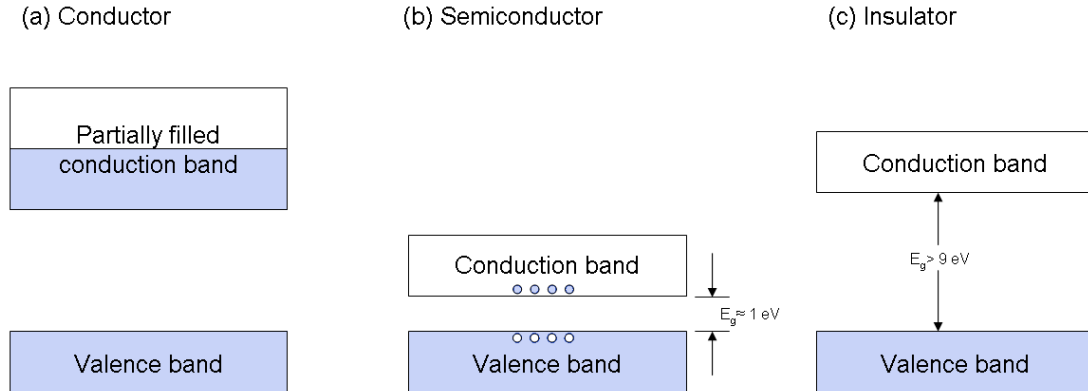 (a) Conductor
(b) Semiconductor
(c) Insulator
Partially filled
conduction band
Valence band
Conduction band
Eg≈ 1 eV
Valence band
Conduction band
Eg> 9 eV
Valence band